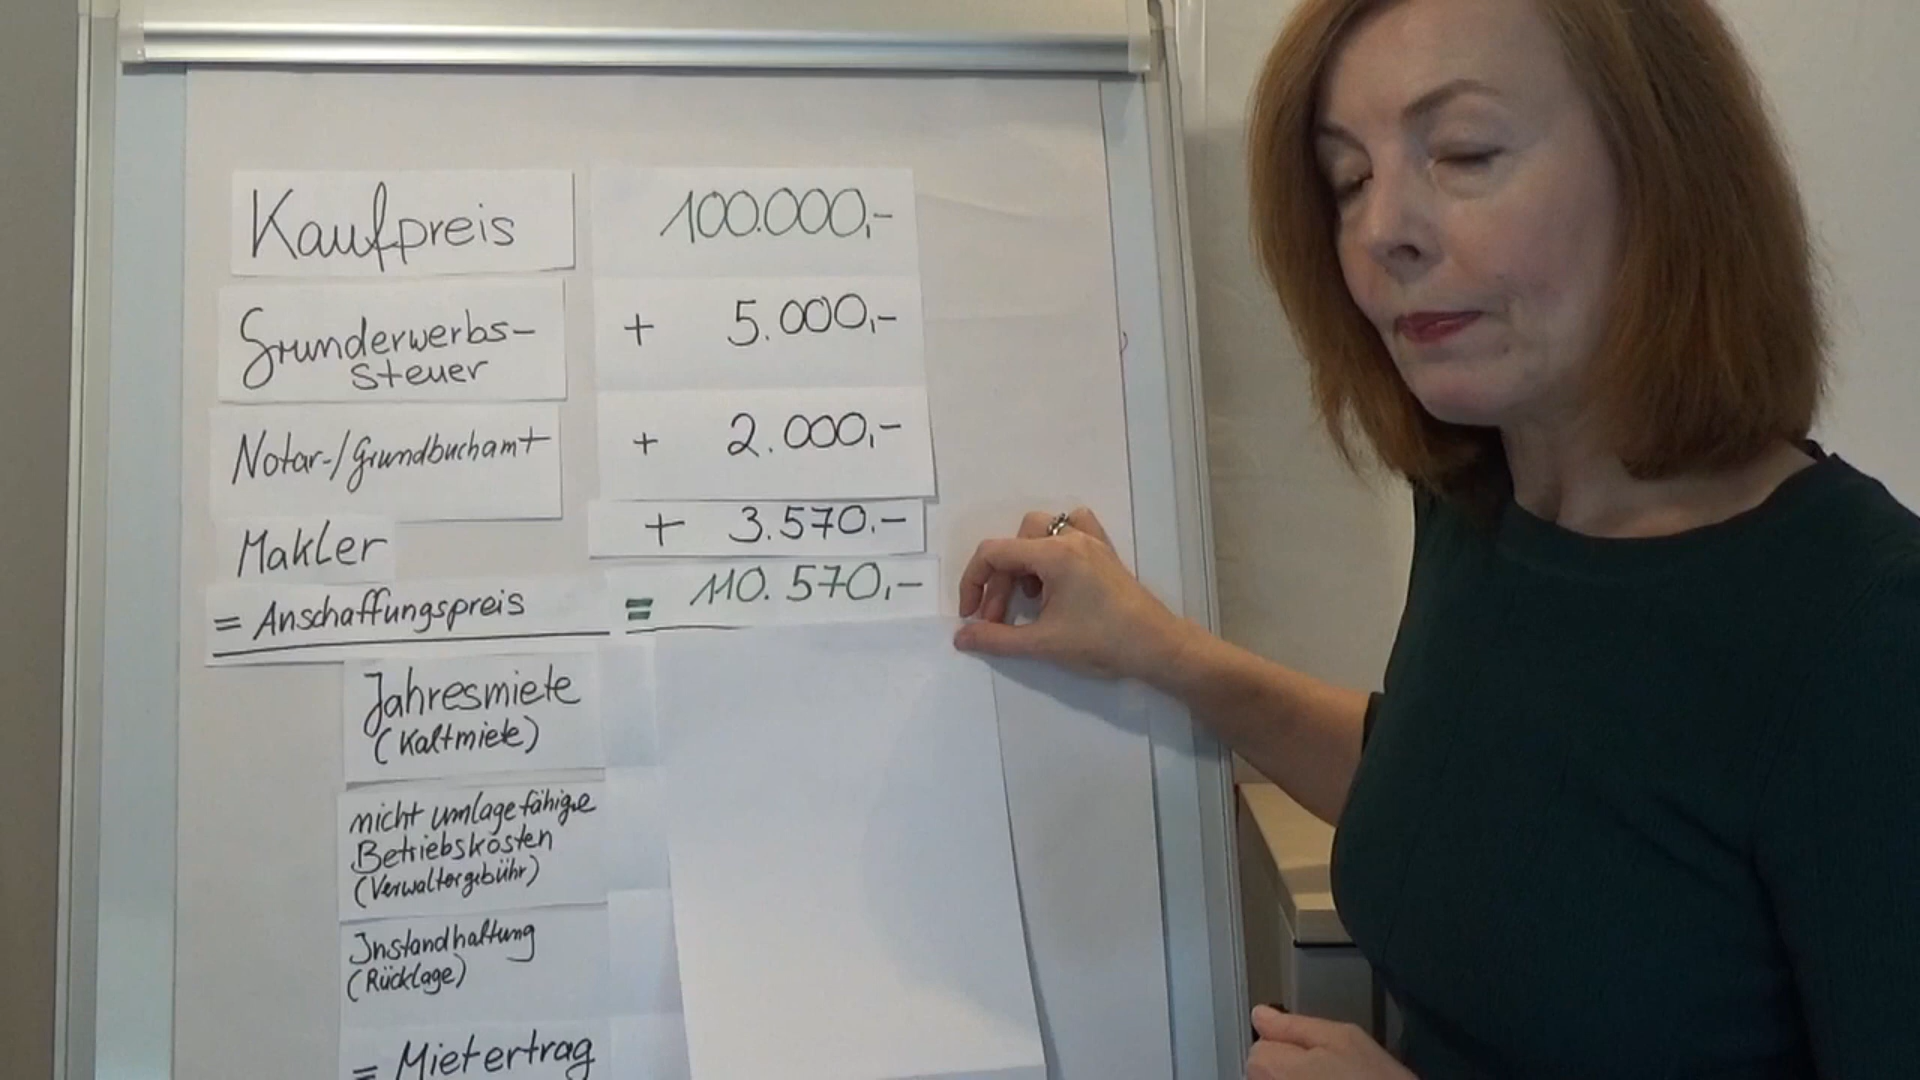 Kaufpreis 100.000,-
Grunderwerbs- + 5.000,-
steuer
Notar-/Grundbuchamt + 2.000,-
Makler + 3.570.-
= Anschaffungspreis = 110.570,-
Jahresmiete
(Kaltmiete)
nicht umlagefähige
Betriebskosten
(Verwaltergebühr)
Instandhaltung
(Rücklage)
= Mietertrag